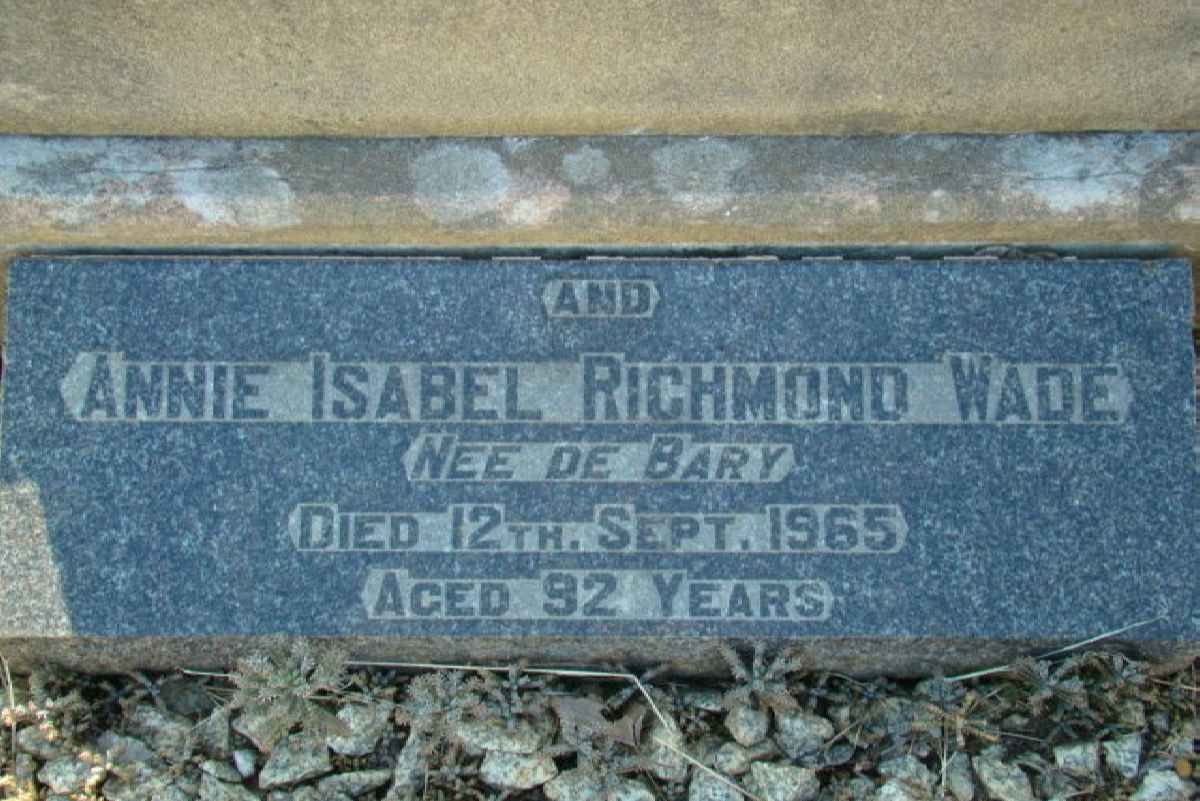 AND
ANNIE ISABEL RICHMOND WADE
NEE DE BARY
DIED 12TH. SEPT. 1965
AGED 92 YEARS